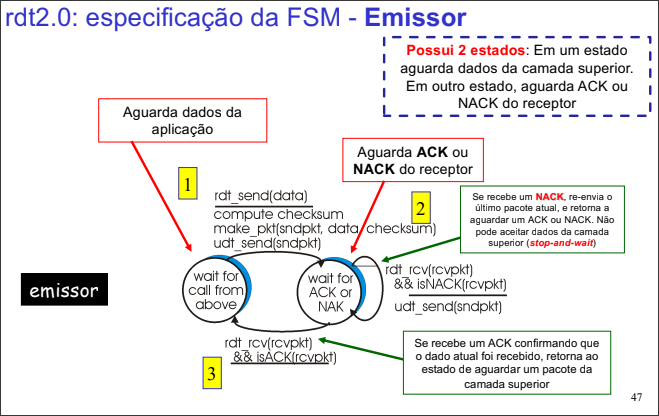 rdt2.0: especificação da FSM - Emissor
Possui 2 estados: Em um estado
aguarda dados da camada superior.
Em outro estado, aguarda ACK ou
NACK do receptor
Aguarda dados da
aplicação
Aguarda ACK ou
NACK do receptor
1
rdt_send(data)
compute checksum
make_pkt(sndpkt, data, checksum)
udt_send(sndpkt)
2
Se recebe um NACK, re-envia o
último pacote atual, e retorna a
aguardar um ACK ou NACK. Não
pode aceitar dados da camada
superior (stop-and-wait)
emissor
wait for
call from
above
wait for
ACK or
NAK
rdt_rcv(rcvpkt)
&& isNACK(rcvpkt)
udt_send(sndpkt)
3
rdt_rcv(rcvpkt)
&& isACK(rcvpkt)
Se recebe um ACK confirmando que
o dado atual foi recebido, retorna ao
estado de aguardar um pacote da
camada superior
47